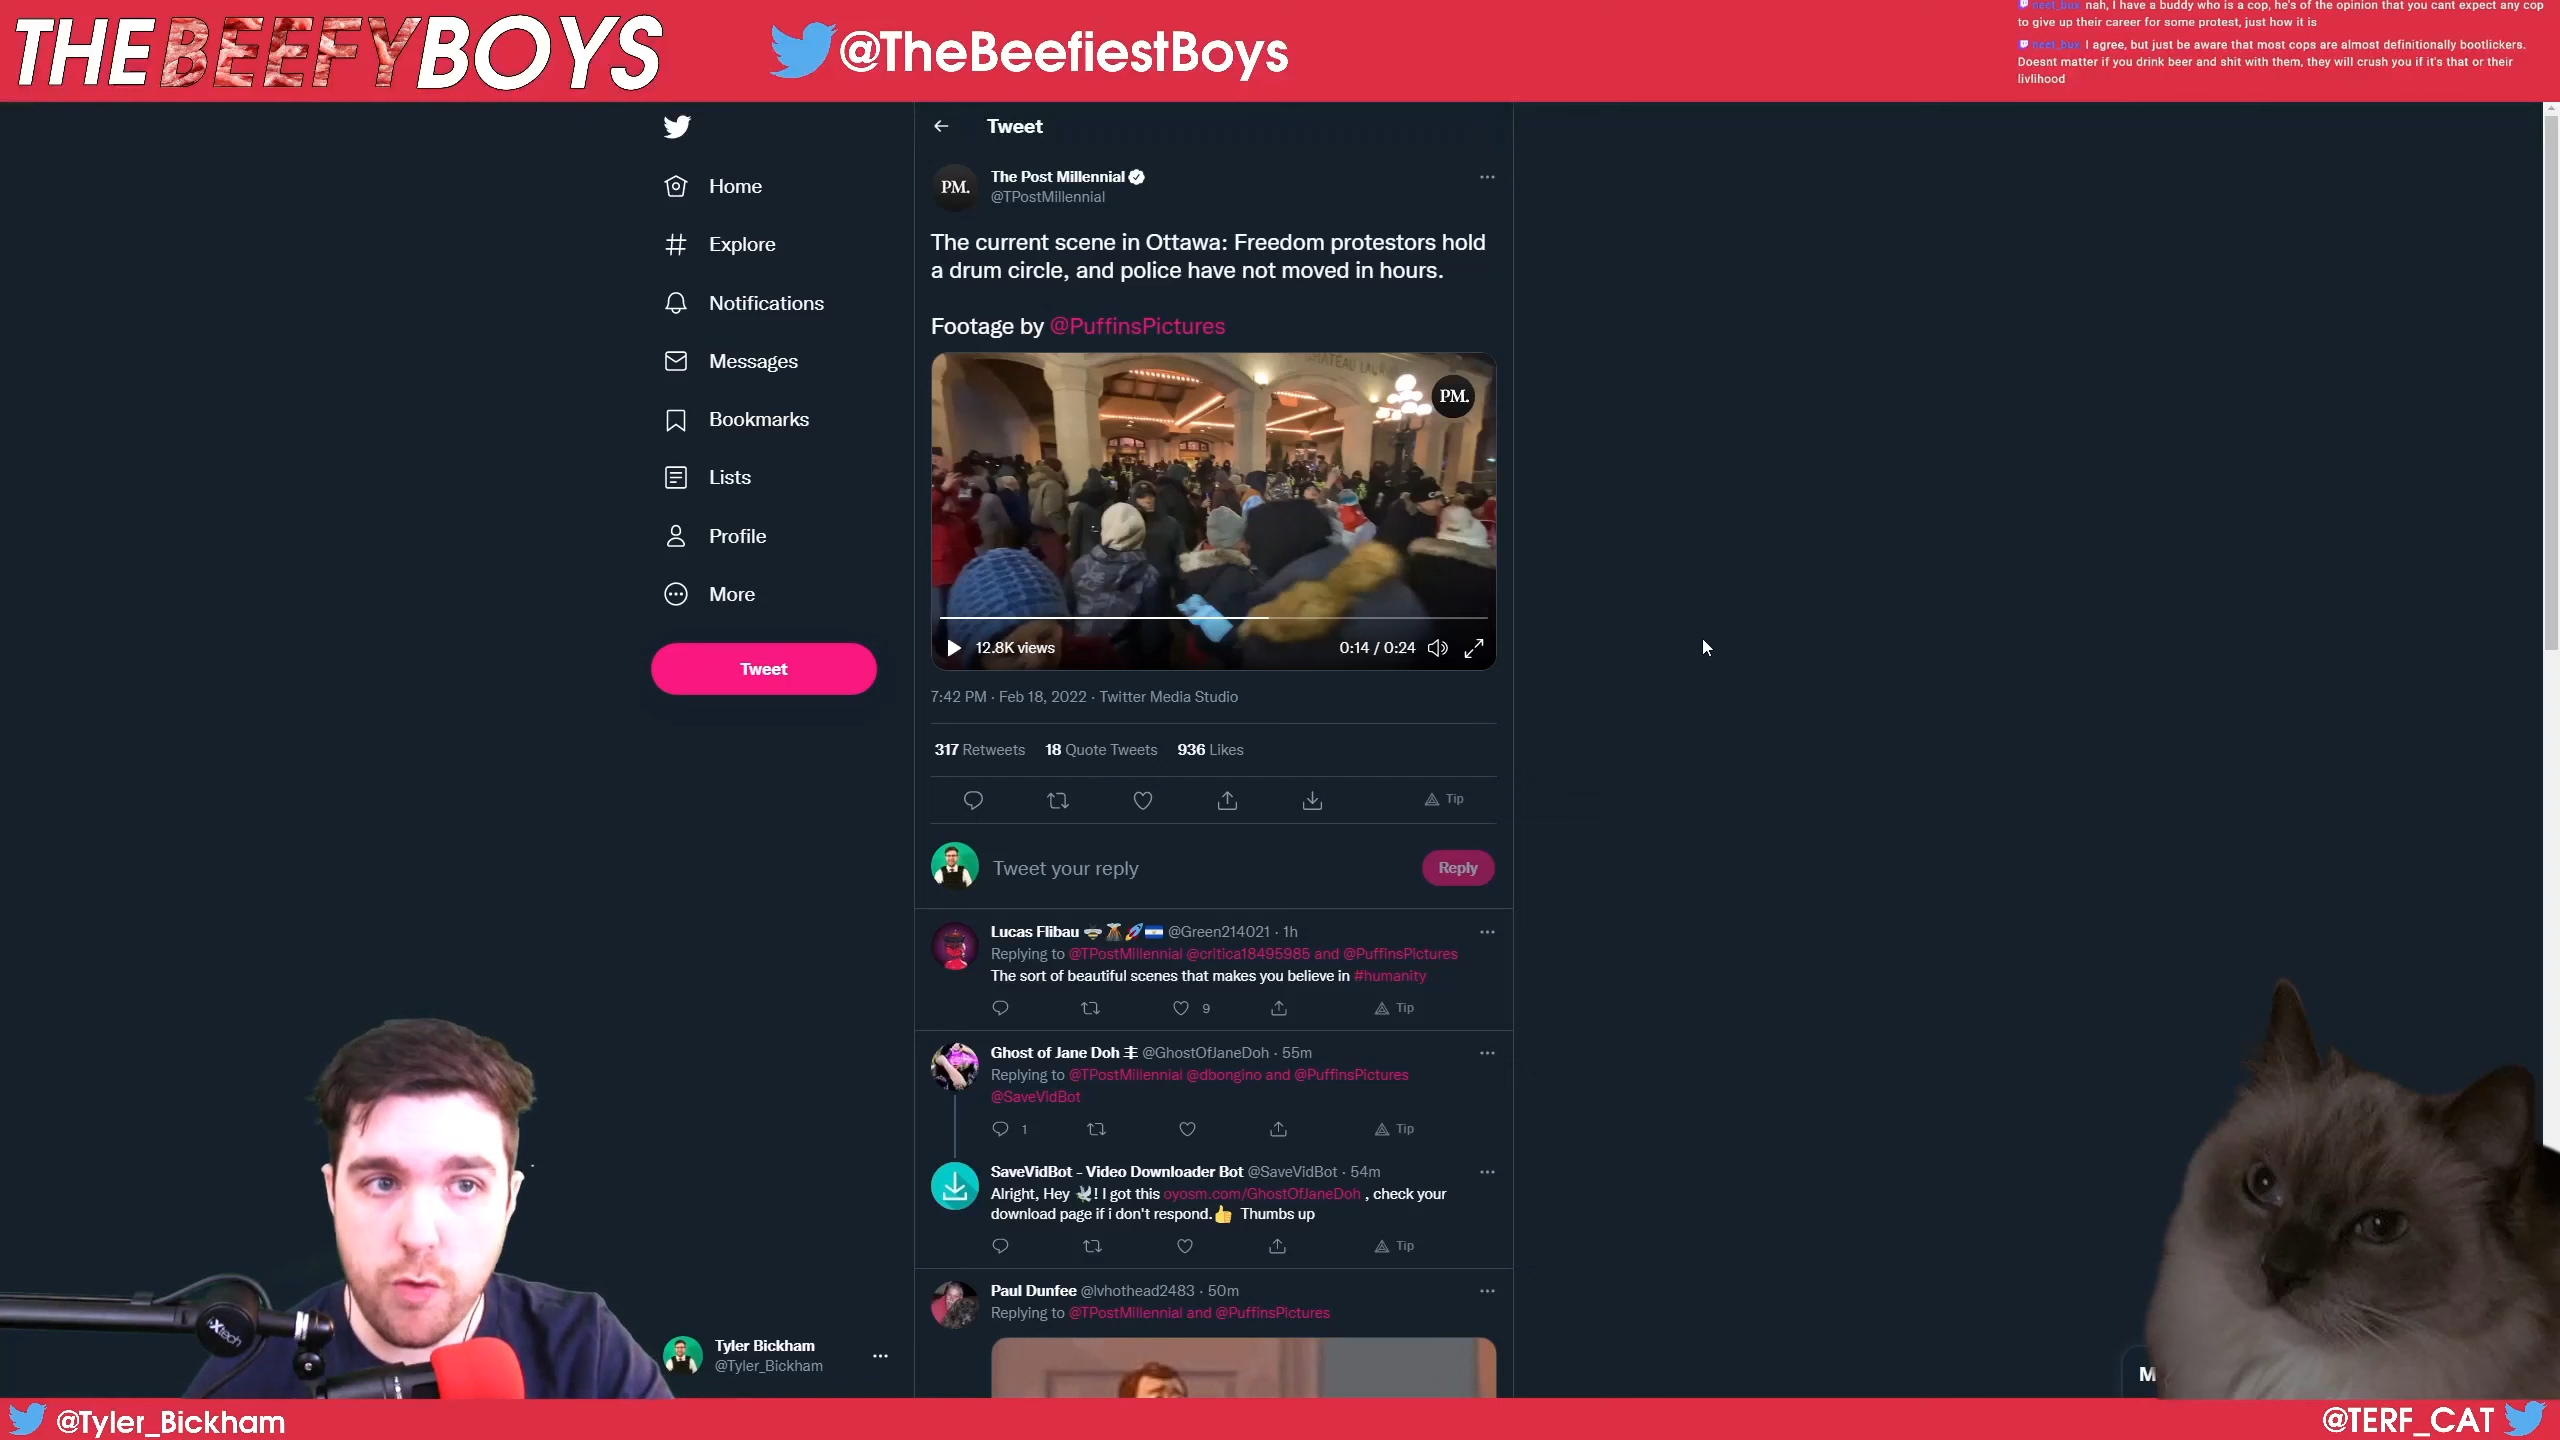 THE BEEFY BOYS
@TheBeefiestBoys
neet_bux nah, I have a buddy who is a cop, he's of the opinion that you cant expect any cop
to give up their career for some protest, just how it is
neet_bux I agree, but just be aware that most cops are almost definitionally bootlickers.
Doesnt matter if you drink beer and shit with them, they will crush you if it's that or their
livlihood
Home
Explore
Notifications
Messages
Bookmarks
Lists
Profile
More
Tweet
Tweet
PM.
The Post Millennial
@TPostMillennial
The current scene in Ottawa: Freedom protestors hold
a drum circle, and police have not moved in hours.
Footage by @PuffinsPictures
PM.
12.8K views
0:14 / 0:24
7:42 PM · Feb 18, 2022 · Twitter Media Studio
317 Retweets 18 Quote Tweets 936 Likes
Tip
Tweet your reply
Reply
Lucas Flibau @Green214021 · 1h
Replying to @TPostMillennial @critica18495985 and @PuffinsPictures
The sort of beautiful scenes that makes you believe in #humanity
9
Tip
Ghost of Jane Doh @GhostOfJaneDoh · 55m
Replying to @TPostMillennial @dbongino and @PuffinsPictures
@SaveVidBot
1
Tip
SaveVidBot - Video Downloader Bot @SaveVidBot · 54m
Alright, Hey 🕊! I got this oyosm.com/GhostOfJaneDoh , check your
download page if i don't respond.👍 Thumbs up
Tip
Paul Dunfee @lvhothead2483 · 50m
Replying to @TPostMillennial and @PuffinsPictures
Tyler Bickham
@Tyler_Bickham
M
@Tyler_Bickham
@TERF_CAT